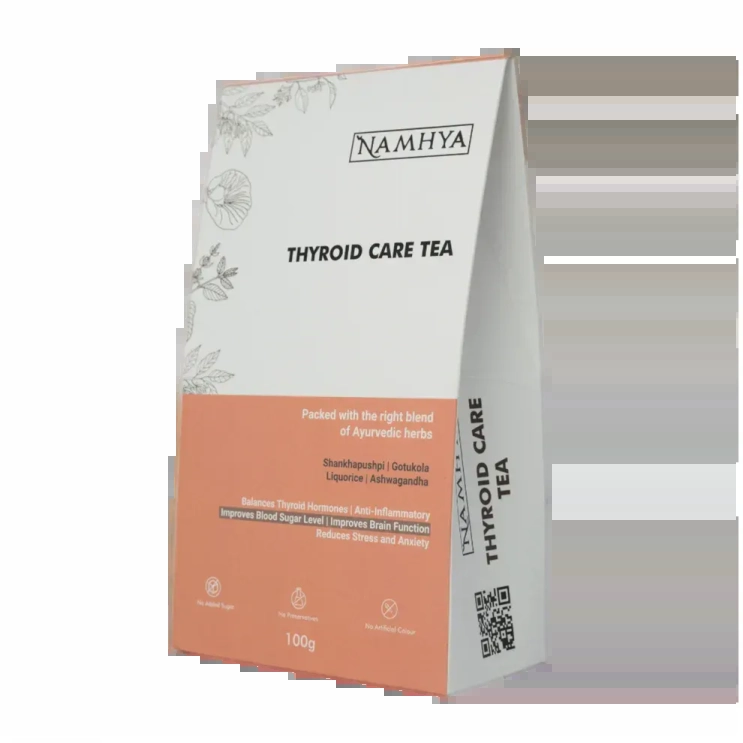 NAMHYA
THYROID CARE TEA
Packed with the right blend
of Ayurvedic herbs
Shankhapushpi | Gotukola
Liquorice | Ashwagandha
Balances Thyroid Hormones | Anti-Inflammatory
Improves Blood Sugar Level | Improves Brain Function
Reduces Stress and Anxiety
No Added Sugar
No Preservatives
No Artificial Colour
100g
NAMHYA
THYROID CARE
TEA